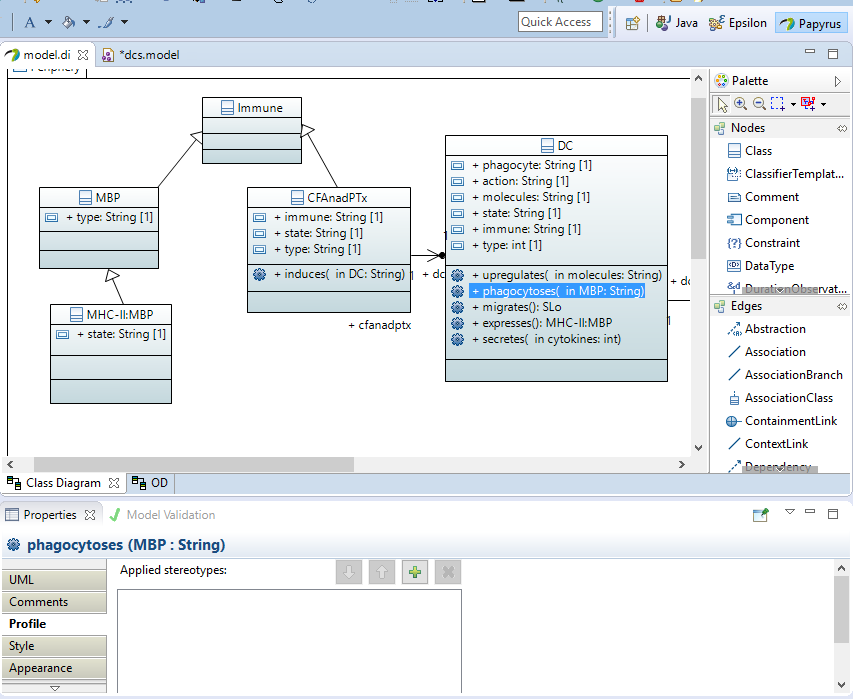 A
Quick Access
Java
Epsilon
Papyrus
model.di
*dcs.model
Periphery
Immune
MBP
+ type: String [1]
MHC-II:MBP
+ state: String [1]
CFAnadPTx
+ immune: String [1]
+ state: String [1]
+ type: String [1]
+ induces( in DC: String)
+ cfanadptx
1
1
+ dc
DC
+ phagocyte: String [1]
+ action: String [1]
+ molecules: String [1]
+ state: String [1]
+ immune: String [1]
+ type: int [1]
+ upregulates( in molecules: String)
+ phagocytoses( in MBP: String)
+ migrates(): SLo
+ expresses(): MHC-II:MBP
+ secretes( in cytokines: int)
+ dc
1
Palette
Nodes
Class
ClassifierTemplat...
Comment
Component
Constraint
DataType
DurationObservat...
Edges
Abstraction
Association
AssociationBranch
AssociationClass
ContainmentLink
ContextLink
Dependency
Class Diagram
OD
Properties
Model Validation
phagocytoses (MBP : String)
UML
Comments
Profile
Style
Appearance
Applied stereotypes: